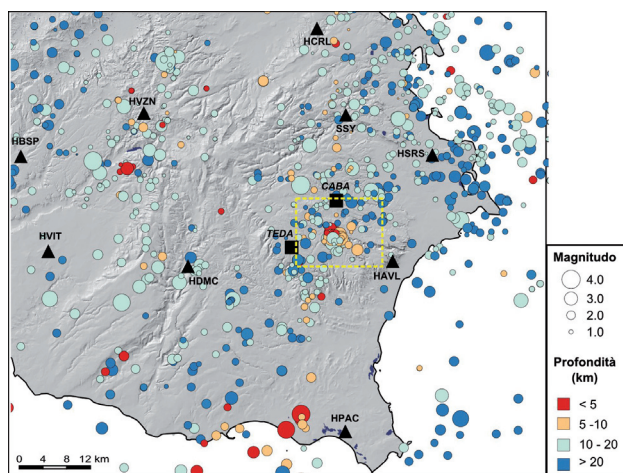 HCRL
HVZN
SSY
HBSP
HSRS
CABA
HVIT
TEDA
HDMC
HAVL
HPAC
0 4 8 12 km
Magnitudo
4.0
3.0
2.0
1.0
Profondità
(km)
< 5
5 -10
10 - 20
> 20